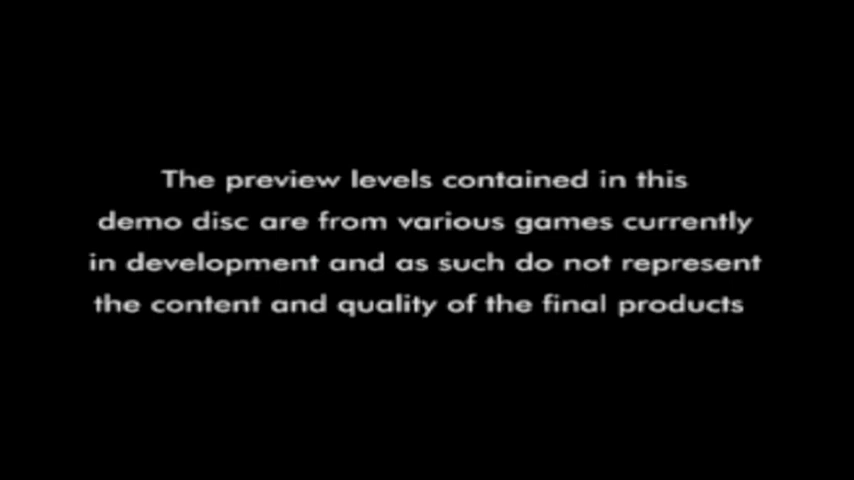 The preview levels contained in this
demo disc are from various games currently
in development and as such do not represent
the content and quality of the final products